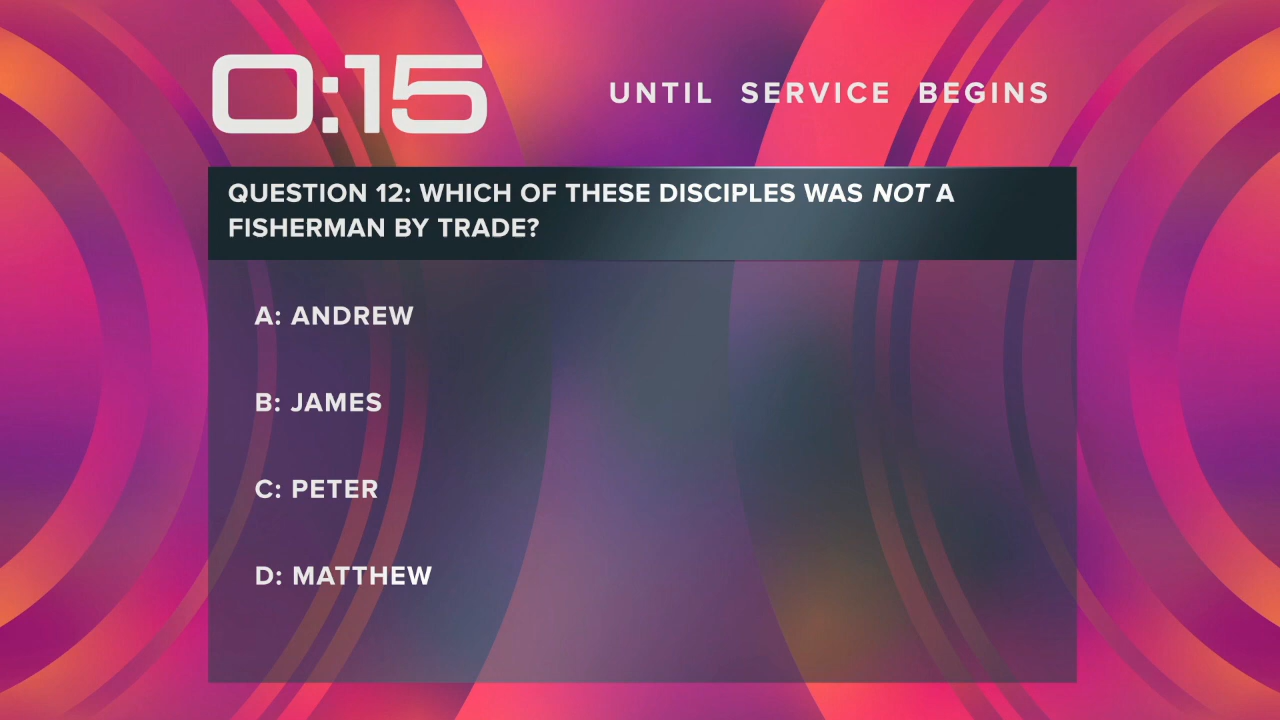 0:15
UNTIL SERVICE BEGINS
QUESTION 12: WHICH OF THESE DISCIPLES WAS NOT A
FISHERMAN BY TRADE?
A: ANDREW
B: JAMES
C: PETER
D: MATTHEW